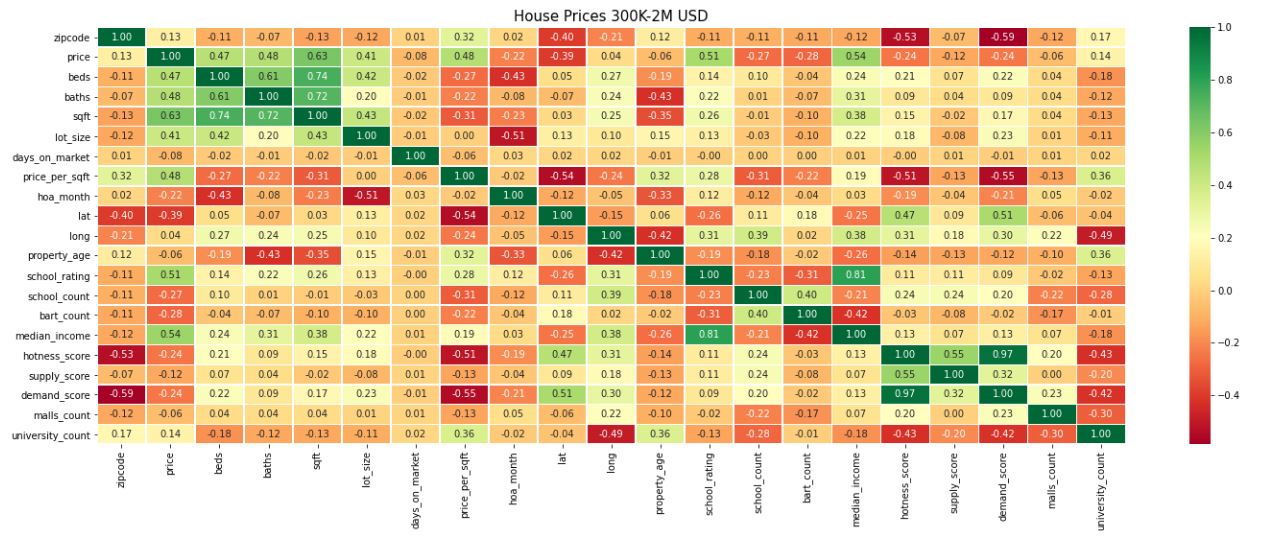 House Prices 300K-2M USD
zipcode 1.00 0.13 -0.11 -0.07 -0.13 -0.12 0.01 0.32 0.02 -0.40 -0.21 0.12 -0.11 -0.11 -0.11 -0.12 -0.53 -0.07 -0.59 -0.12 0.17
price 0.13 1.00 0.47 0.48 0.63 0.41 -0.08 0.48 -0.22 -0.39 0.04 -0.06 0.51 -0.27 -0.28 0.54 -0.24 -0.12 -0.24 -0.06 0.14
beds -0.11 0.47 1.00 0.61 0.74 0.42 -0.02 -0.27 -0.43 0.05 0.27 -0.19 0.14 0.10 -0.04 0.24 0.21 0.07 0.22 0.04 -0.18
baths -0.07 0.48 0.61 1.00 0.72 0.20 -0.01 -0.22 -0.08 -0.07 0.24 -0.43 0.22 0.01 -0.07 0.31 0.09 0.04 0.09 0.04 -0.12
sqft -0.13 0.63 0.74 0.72 1.00 0.43 -0.02 -0.31 -0.23 0.03 0.25 -0.35 0.26 -0.01 -0.10 0.38 0.15 -0.02 0.17 0.04 -0.13
lot_size -0.12 0.41 0.42 0.20 0.43 1.00 -0.01 0.00 -0.51 0.13 0.10 0.15 0.13 -0.03 -0.10 0.22 0.18 -0.08 0.23 0.01 -0.11
days_on_market 0.01 -0.08 -0.02 -0.01 -0.02 -0.01 1.00 -0.06 0.03 0.02 0.02 -0.01 -0.00 0.00 0.00 0.01 -0.00 0.01 -0.01 0.01 0.02
price_per_sqft 0.32 0.48 -0.27 -0.22 -0.31 0.00 -0.06 1.00 -0.02 -0.54 -0.24 0.32 0.28 -0.31 -0.22 0.19 -0.51 -0.13 -0.55 -0.13 0.36
hoa_month 0.02 -0.22 -0.43 -0.08 -0.23 -0.51 0.03 -0.02 1.00 -0.12 -0.05 -0.33 0.12 -0.12 -0.04 0.03 -0.19 -0.04 -0.21 0.05 -0.02
lat -0.40 -0.39 0.05 -0.07 0.03 0.13 0.02 -0.54 -0.12 1.00 -0.15 0.06 -0.26 0.11 0.18 -0.25 0.47 0.09 0.51 -0.06 -0.04
long -0.21 0.04 0.27 0.24 0.25 0.10 0.02 -0.24 -0.05 -0.15 1.00 -0.42 0.31 0.39 0.02 0.38 0.31 0.18 0.30 0.22 -0.49
property_age 0.12 -0.06 -0.19 -0.43 -0.35 0.15 -0.01 0.32 -0.33 0.06 -0.42 1.00 -0.19 -0.18 -0.02 -0.26 -0.14 -0.13 -0.12 -0.10 0.36
school_rating -0.11 0.51 0.14 0.22 0.26 0.13 -0.00 0.28 0.12 -0.26 0.31 -0.19 1.00 -0.23 -0.31 0.81 0.11 0.11 0.09 -0.02 -0.13
school_count -0.11 -0.27 0.10 0.01 -0.01 -0.03 0.00 -0.31 -0.12 0.11 0.39 -0.18 -0.23 1.00 0.40 -0.21 0.24 0.24 0.20 -0.22 -0.28
bart_count -0.11 -0.28 -0.04 -0.07 -0.10 -0.10 0.00 -0.22 -0.04 0.18 0.02 -0.02 -0.31 0.40 1.00 -0.42 -0.03 -0.08 -0.02 -0.17 -0.01
median_income -0.12 0.54 0.24 0.31 0.38 0.22 0.01 0.19 0.03 -0.25 0.38 -0.26 0.81 -0.21 -0.42 1.00 0.13 0.07 0.13 0.07 -0.18
hotness_score -0.53 -0.24 0.21 0.09 0.15 0.18 -0.00 -0.51 -0.19 0.47 0.31 -0.14 0.11 0.24 -0.03 0.13 1.00 0.55 0.97 0.20 -0.43
supply_score -0.07 -0.12 0.07 0.04 -0.02 -0.08 0.01 -0.13 -0.04 0.09 0.18 -0.13 0.11 0.24 -0.08 0.07 0.55 1.00 0.32 0.00 -0.20
demand_score -0.59 -0.24 0.22 0.09 0.17 0.23 -0.01 -0.55 -0.21 0.51 0.30 -0.12 0.09 0.20 -0.02 0.13 0.97 0.32 1.00 0.23 -0.42
malls_count -0.12 -0.06 0.04 0.04 0.04 0.01 0.01 -0.13 0.05 -0.06 0.22 -0.10 -0.02 -0.22 -0.17 0.07 0.20 0.00 0.23 1.00 -0.30
university_count 0.17 0.14 -0.18 -0.12 -0.13 -0.11 0.02 0.36 -0.02 -0.04 -0.49 0.36 -0.13 -0.28 -0.01 -0.18 -0.43 -0.20 -0.42 -0.30 1.00
zipcode price beds baths sqft lot_size days_on_market price_per_sqft hoa_month lat long property_age school_rating school_count bart_count median_income hotness_score supply_score demand_score malls_count university_count
1.0
0.8
0.6
0.4
0.2
0.0
−0.2
−0.4